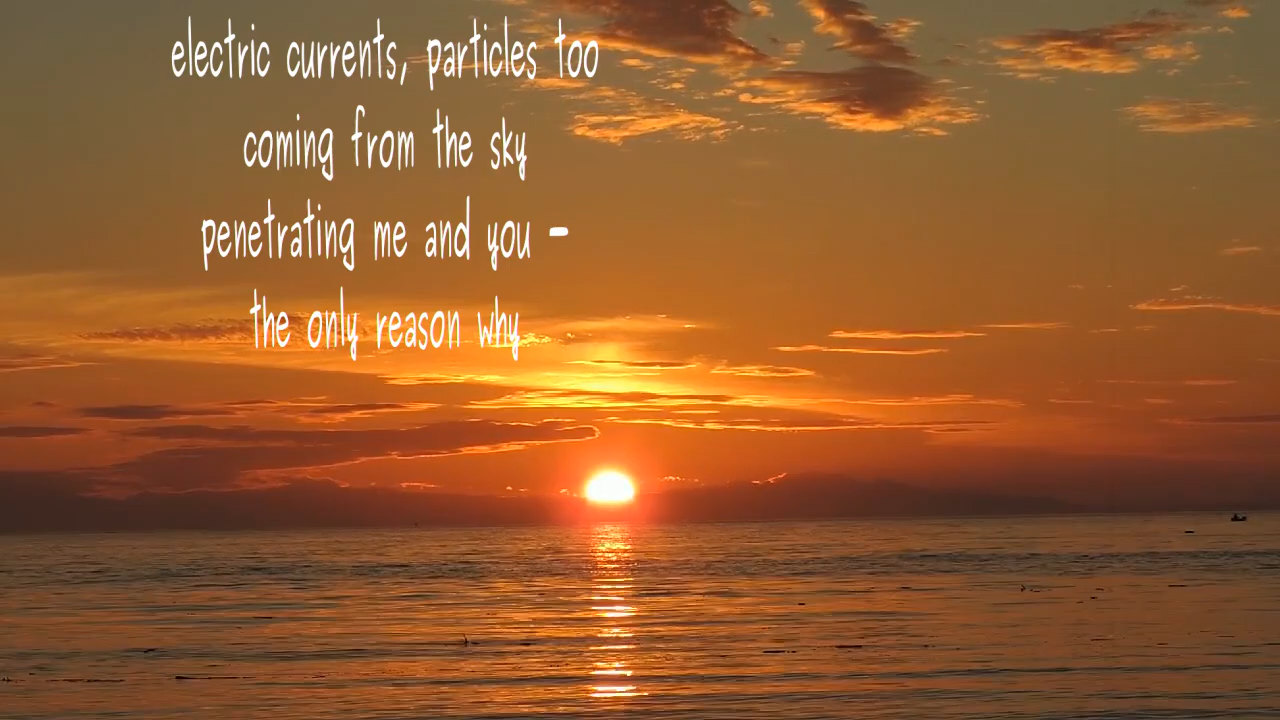 electric currents, particles too
coming from the sky
penetrating me and you -
the only reason why